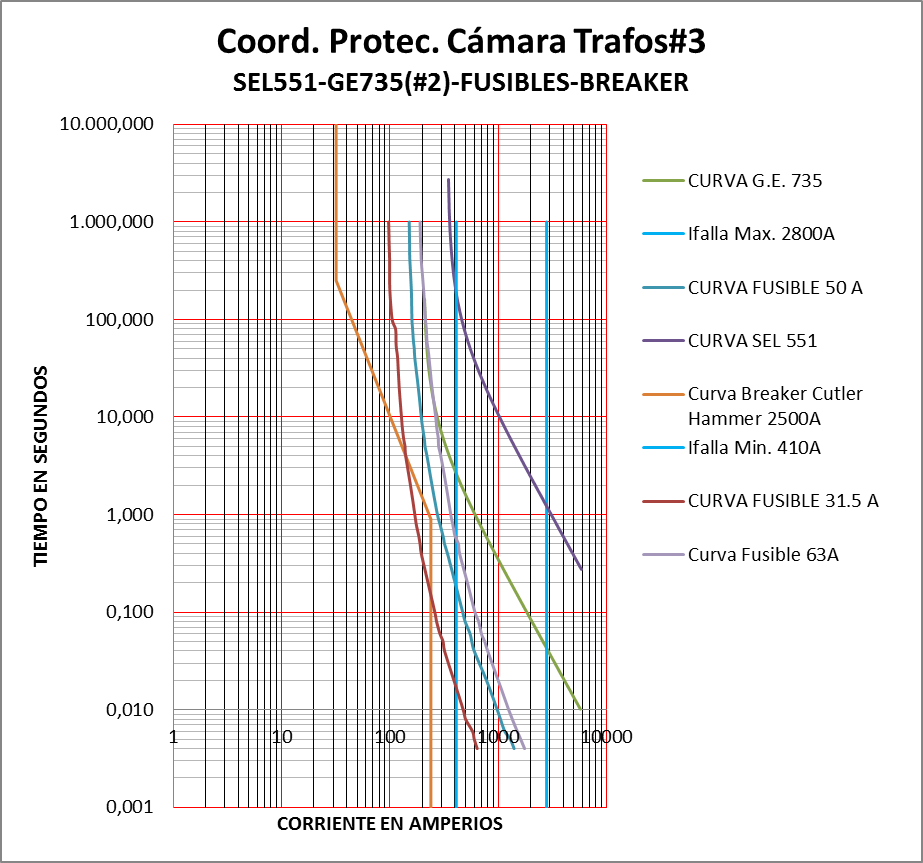 Coord. Protec. Cámara Trafos#3
SEL551-GE735(#2)-FUSIBLES-BREAKER
TIEMPO EN SEGUNDOS
10.000,000
1.000,000
100,000
10,000
1,000
0,100
0,010
0,001
1
10
100
1000
10000
CORRIENTE EN AMPERIOS
CURVA G.E. 735
Ifalla Max. 2800A
CURVA FUSIBLE 50 A
CURVA SEL 551
Curva Breaker Cutler
Hammer 2500A
Ifalla Min. 410A
CURVA FUSIBLE 31.5 A
Curva Fusible 63A